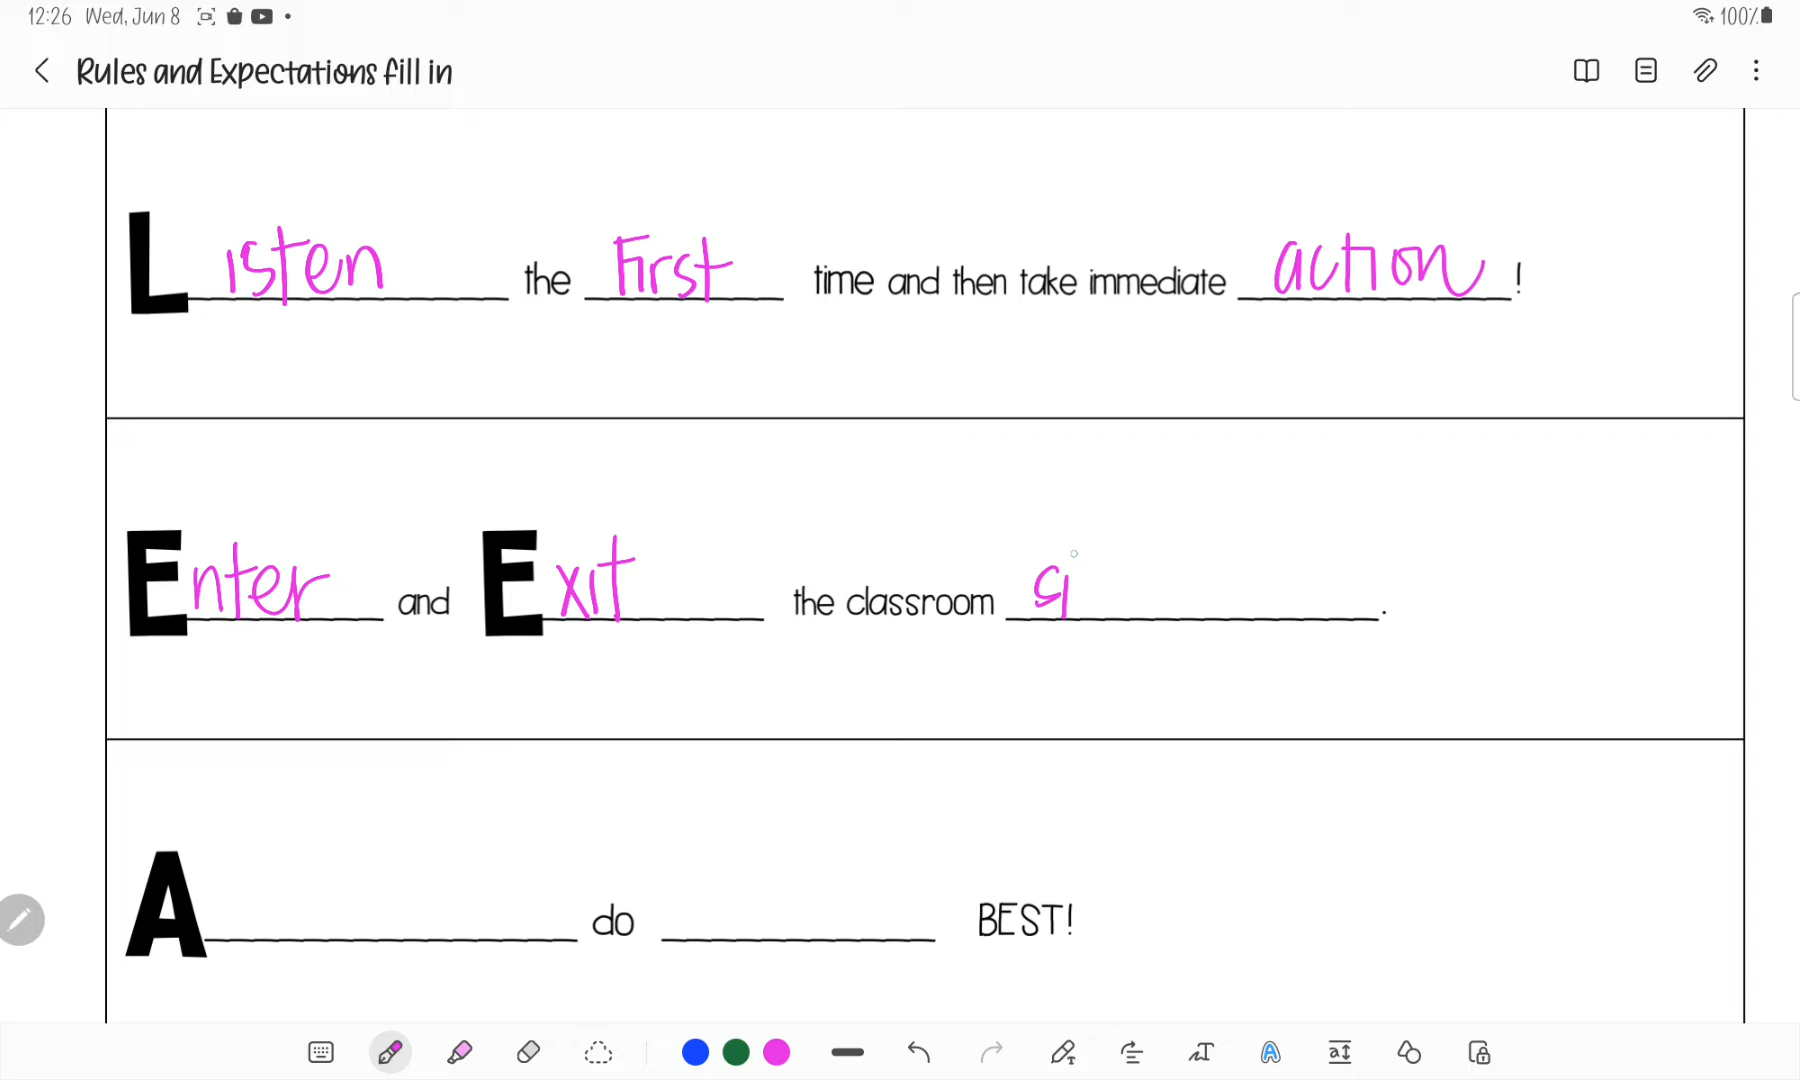 12:26 Wed, Jun 8 100%
Rules and Expectations fill in
Listen the First time and then take immediate action!
Enter and Exit the classroom q.
A do BEST!